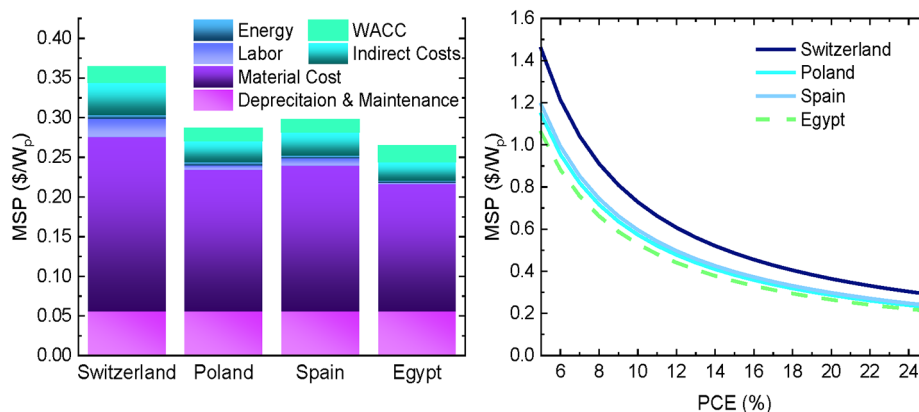 0.40
0.35
0.30
0.25
0.20
0.15
0.10
0.05
0.00
MSP ($/Wp)
Energy
Labor
Material Cost
Deprecitaion & Maintenance
WACC
Indirect Costs
Switzerland Poland Spain Egypt
1.6
1.4
1.2
1.0
0.8
0.6
0.4
0.2
0.0
MSP ($/Wp)
Switzerland
Poland
Spain
Egypt
6 8 10 12 14 16 18 20 22 24
PCE (%)